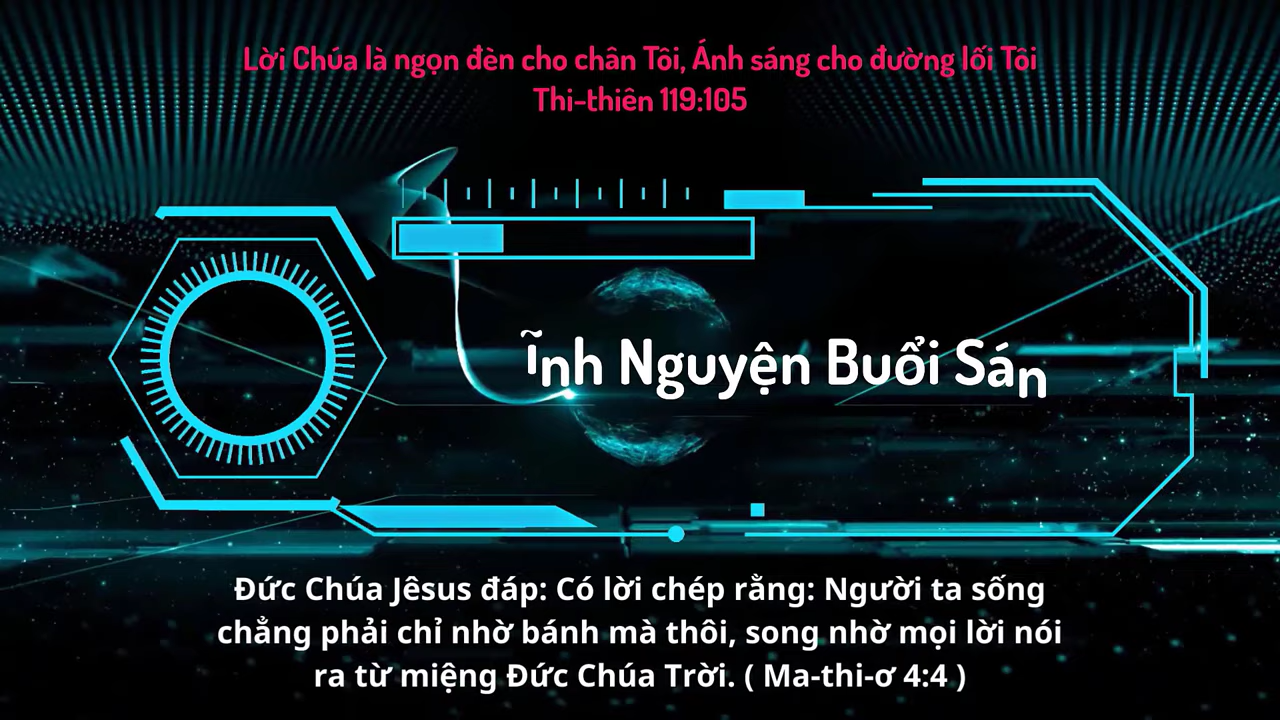 Lời Chúa là ngọn đèn cho chân Tôi, Ánh sáng cho đường lối Tôi
Thi-thiên 119:105
Ĩnh Nguyện Buổi Sán
Đức Chúa Jêsus đáp: Có lời chép rằng: Người ta sống
chẳng phải chỉ nhờ bánh mà thôi, song nhờ mọi lời nói
ra từ miệng Đức Chúa Trời. ( Ma-thi-ơ 4:4 )